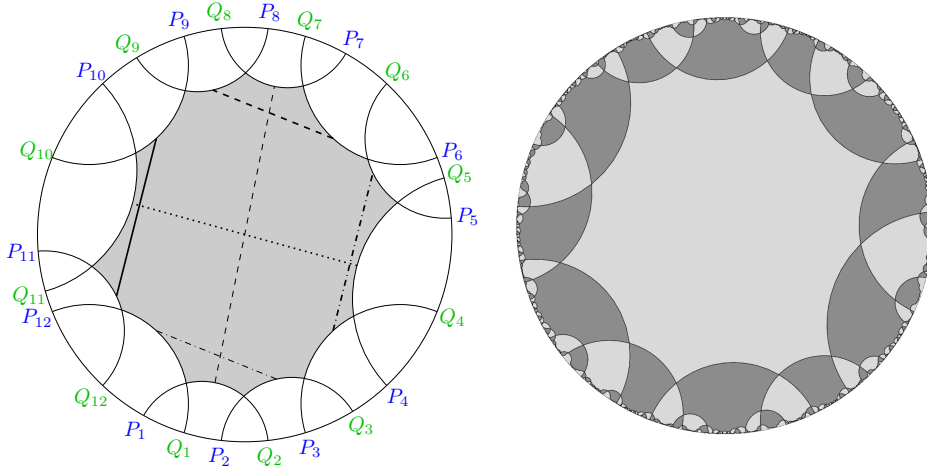 Q₈ P₈
P₉ Q₇
Q₉ P₇
P₁₀ Q₆
Q₁₀ P₆
Q₅
P₅
P₁₁
Q₁₁
P₁₂ Q₄
Q₁₂ P₄
P₁ Q₃
Q₁ P₂ Q₂ P₃